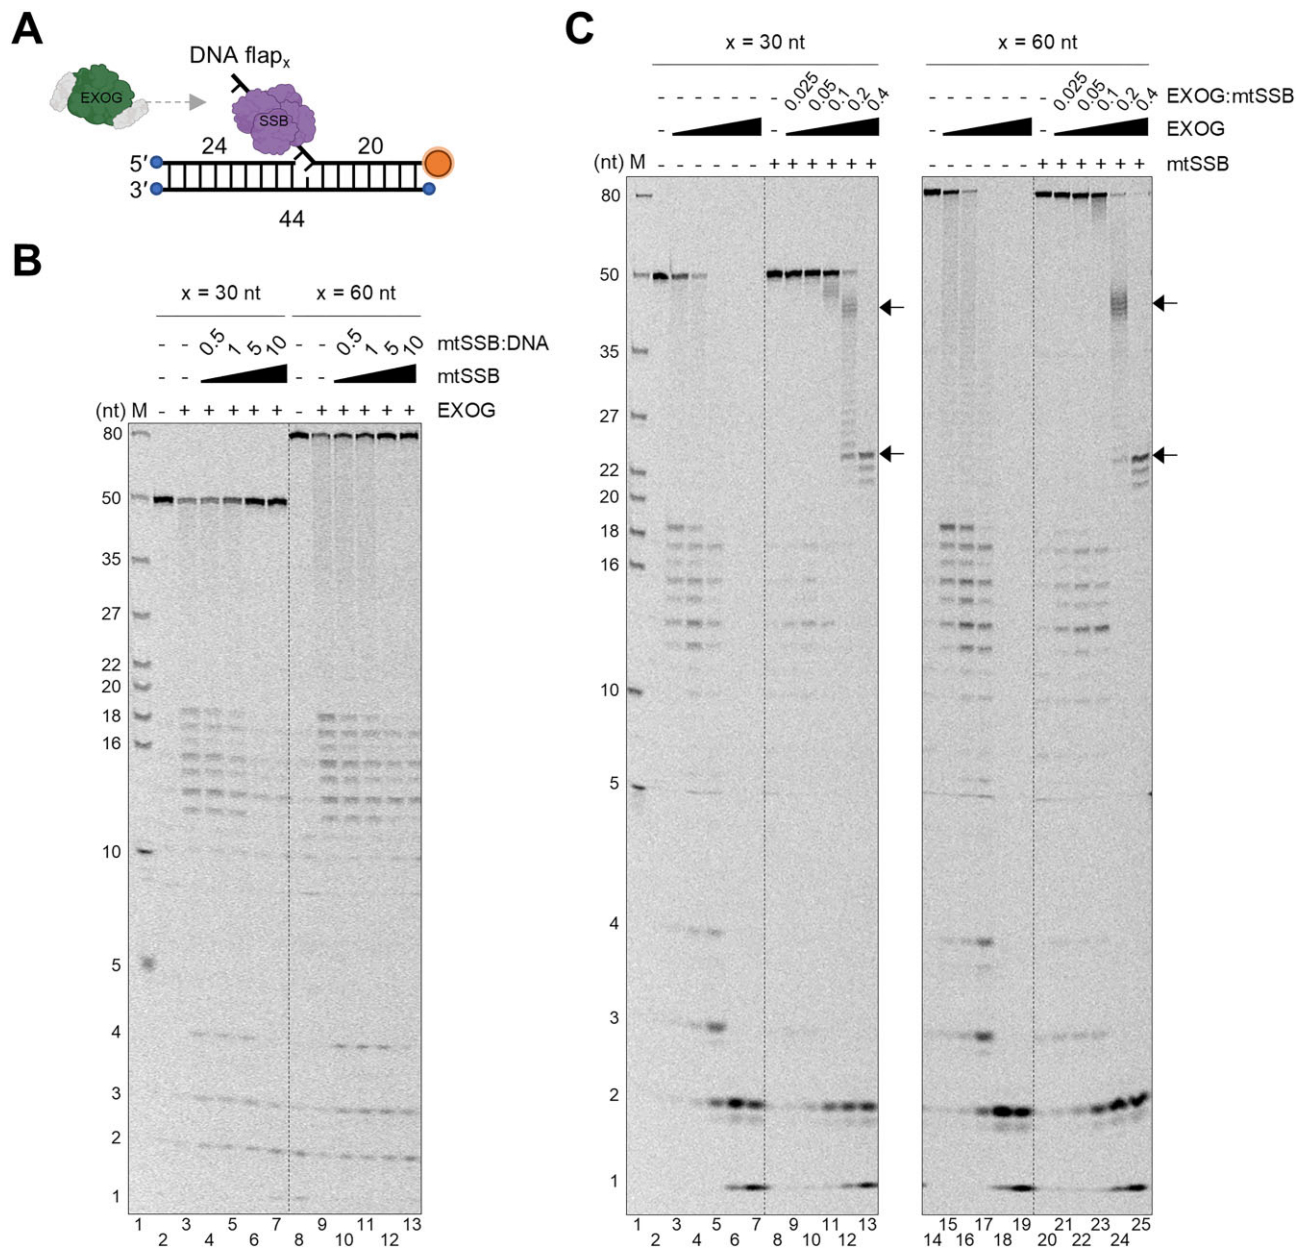 A
DNA flapx
EXOG
SSB
24
20
5′
3′
44
B
x = 30 nt
x = 60 nt
- - 0.5 1 5 10 - - 0.5 1 5 10 mtSSB:DNA
- - - - mtSSB
(nt) M - + + + + + - + + + + + EXOG
80
50
35
27
22
20
18
16
10
5
4
3
2
1
1 3 5 7 9 11 13
2 4 6 8 10 12
C
x = 30 nt
x = 60 nt
- - - - - - - 0.025 0.05 0.1 0.2 0.4 - - - - - - - 0.025 0.05 0.1 0.2 0.4 EXOG:mtSSB
- - - - EXOG
(nt) M - - - - - - + + + + + + - - - - - - + + + + + + mtSSB
80
50
35
27
22
20
18
16
10
5
4
3
2
1
1 3 5 7 9 11 13 15 17 19 21 23 25
2 4 6 8 10 12 14 16 18 20 22 24